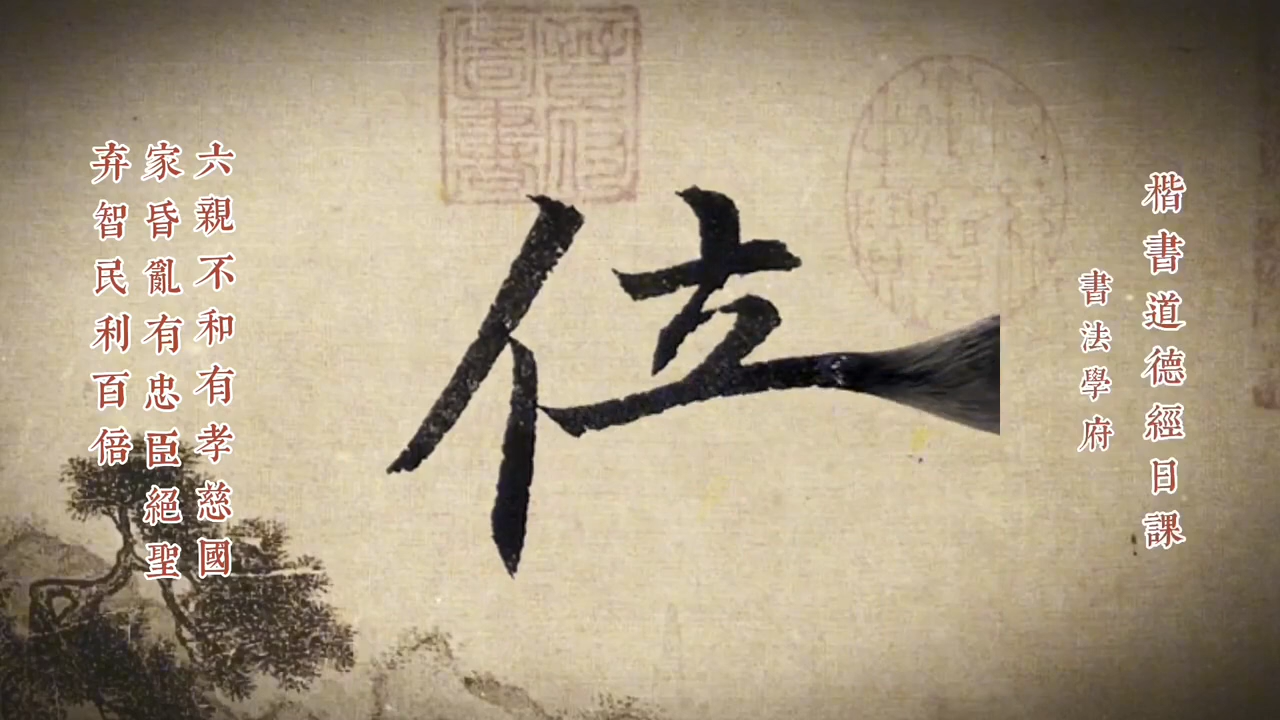 楷書道德經日課
書法學府
位
六親不和有孝慈國
家昏亂有忠臣絕聖
弃智民利百倍